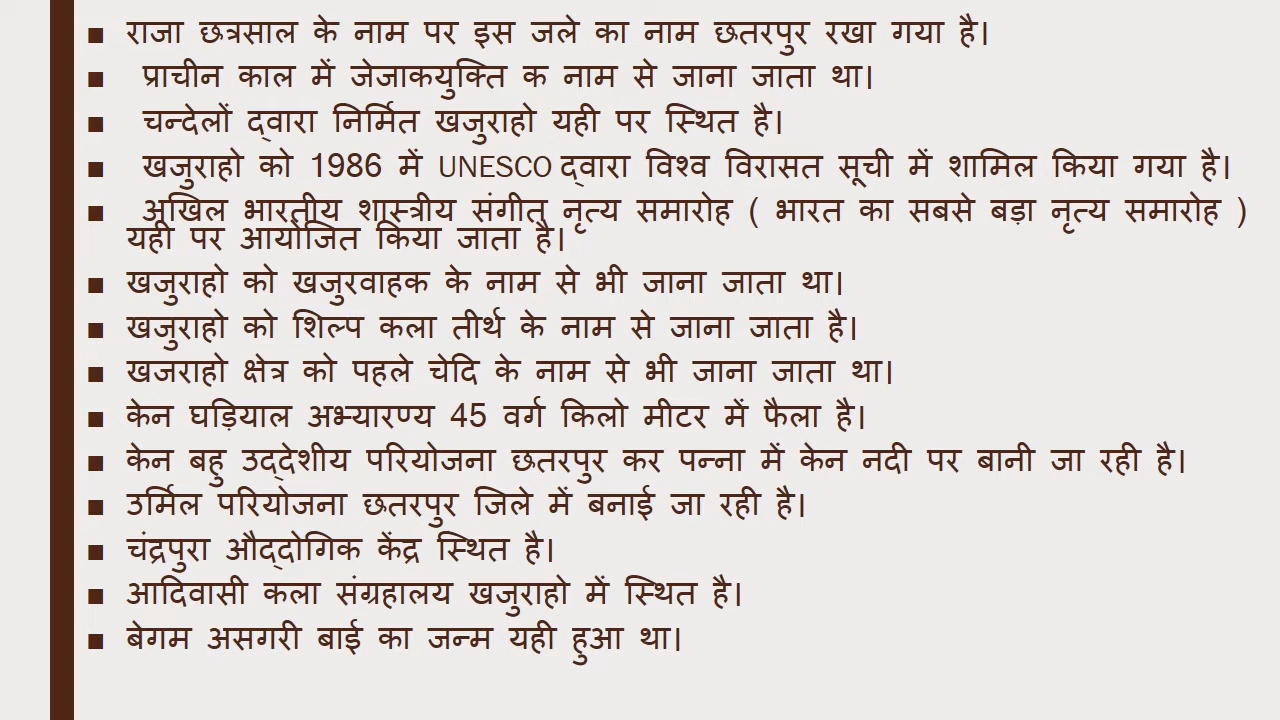 ▪ राजा छत्रसाल के नाम पर इस जले का नाम छतरपुर रखा गया है।
▪ प्राचीन काल में जेजाकयुक्ति क नाम से जाना जाता था।
▪ चन्देलों द्वारा निर्मित खजुराहो यही पर स्थित है।
▪ खजुराहो को 1986 में UNESCO द्वारा विश्व विरासत सूची में शामिल किया गया है।
▪ अखिल भारतीय शास्त्रीय संगीत नृत्य समारोह ( भारत का सबसे बड़ा नृत्य समारोह )
यही पर आयोजित किया जाता है।
▪ खजुराहो को खजुरवाहक के नाम से भी जाना जाता था।
▪ खजुराहो को शिल्प कला तीर्थ के नाम से जाना जाता है।
▪ खजराहो क्षेत्र को पहले चेदि के नाम से भी जाना जाता था।
▪ केन घड़ियाल अभ्यारण्य 45 वर्ग किलो मीटर में फैला है।
▪ केन बहु उद्देशीय परियोजना छतरपुर कर पन्ना में केन नदी पर बानी जा रही है।
▪ उर्मिल परियोजना छतरपुर जिले में बनाई जा रही है।
▪ चंद्रपुरा औद्दोगिक केंद्र स्थित है।
▪ आदिवासी कला संग्रहालय खजुराहो में स्थित है।
▪ बेगम असगरी बाई का जन्म यही हुआ था।